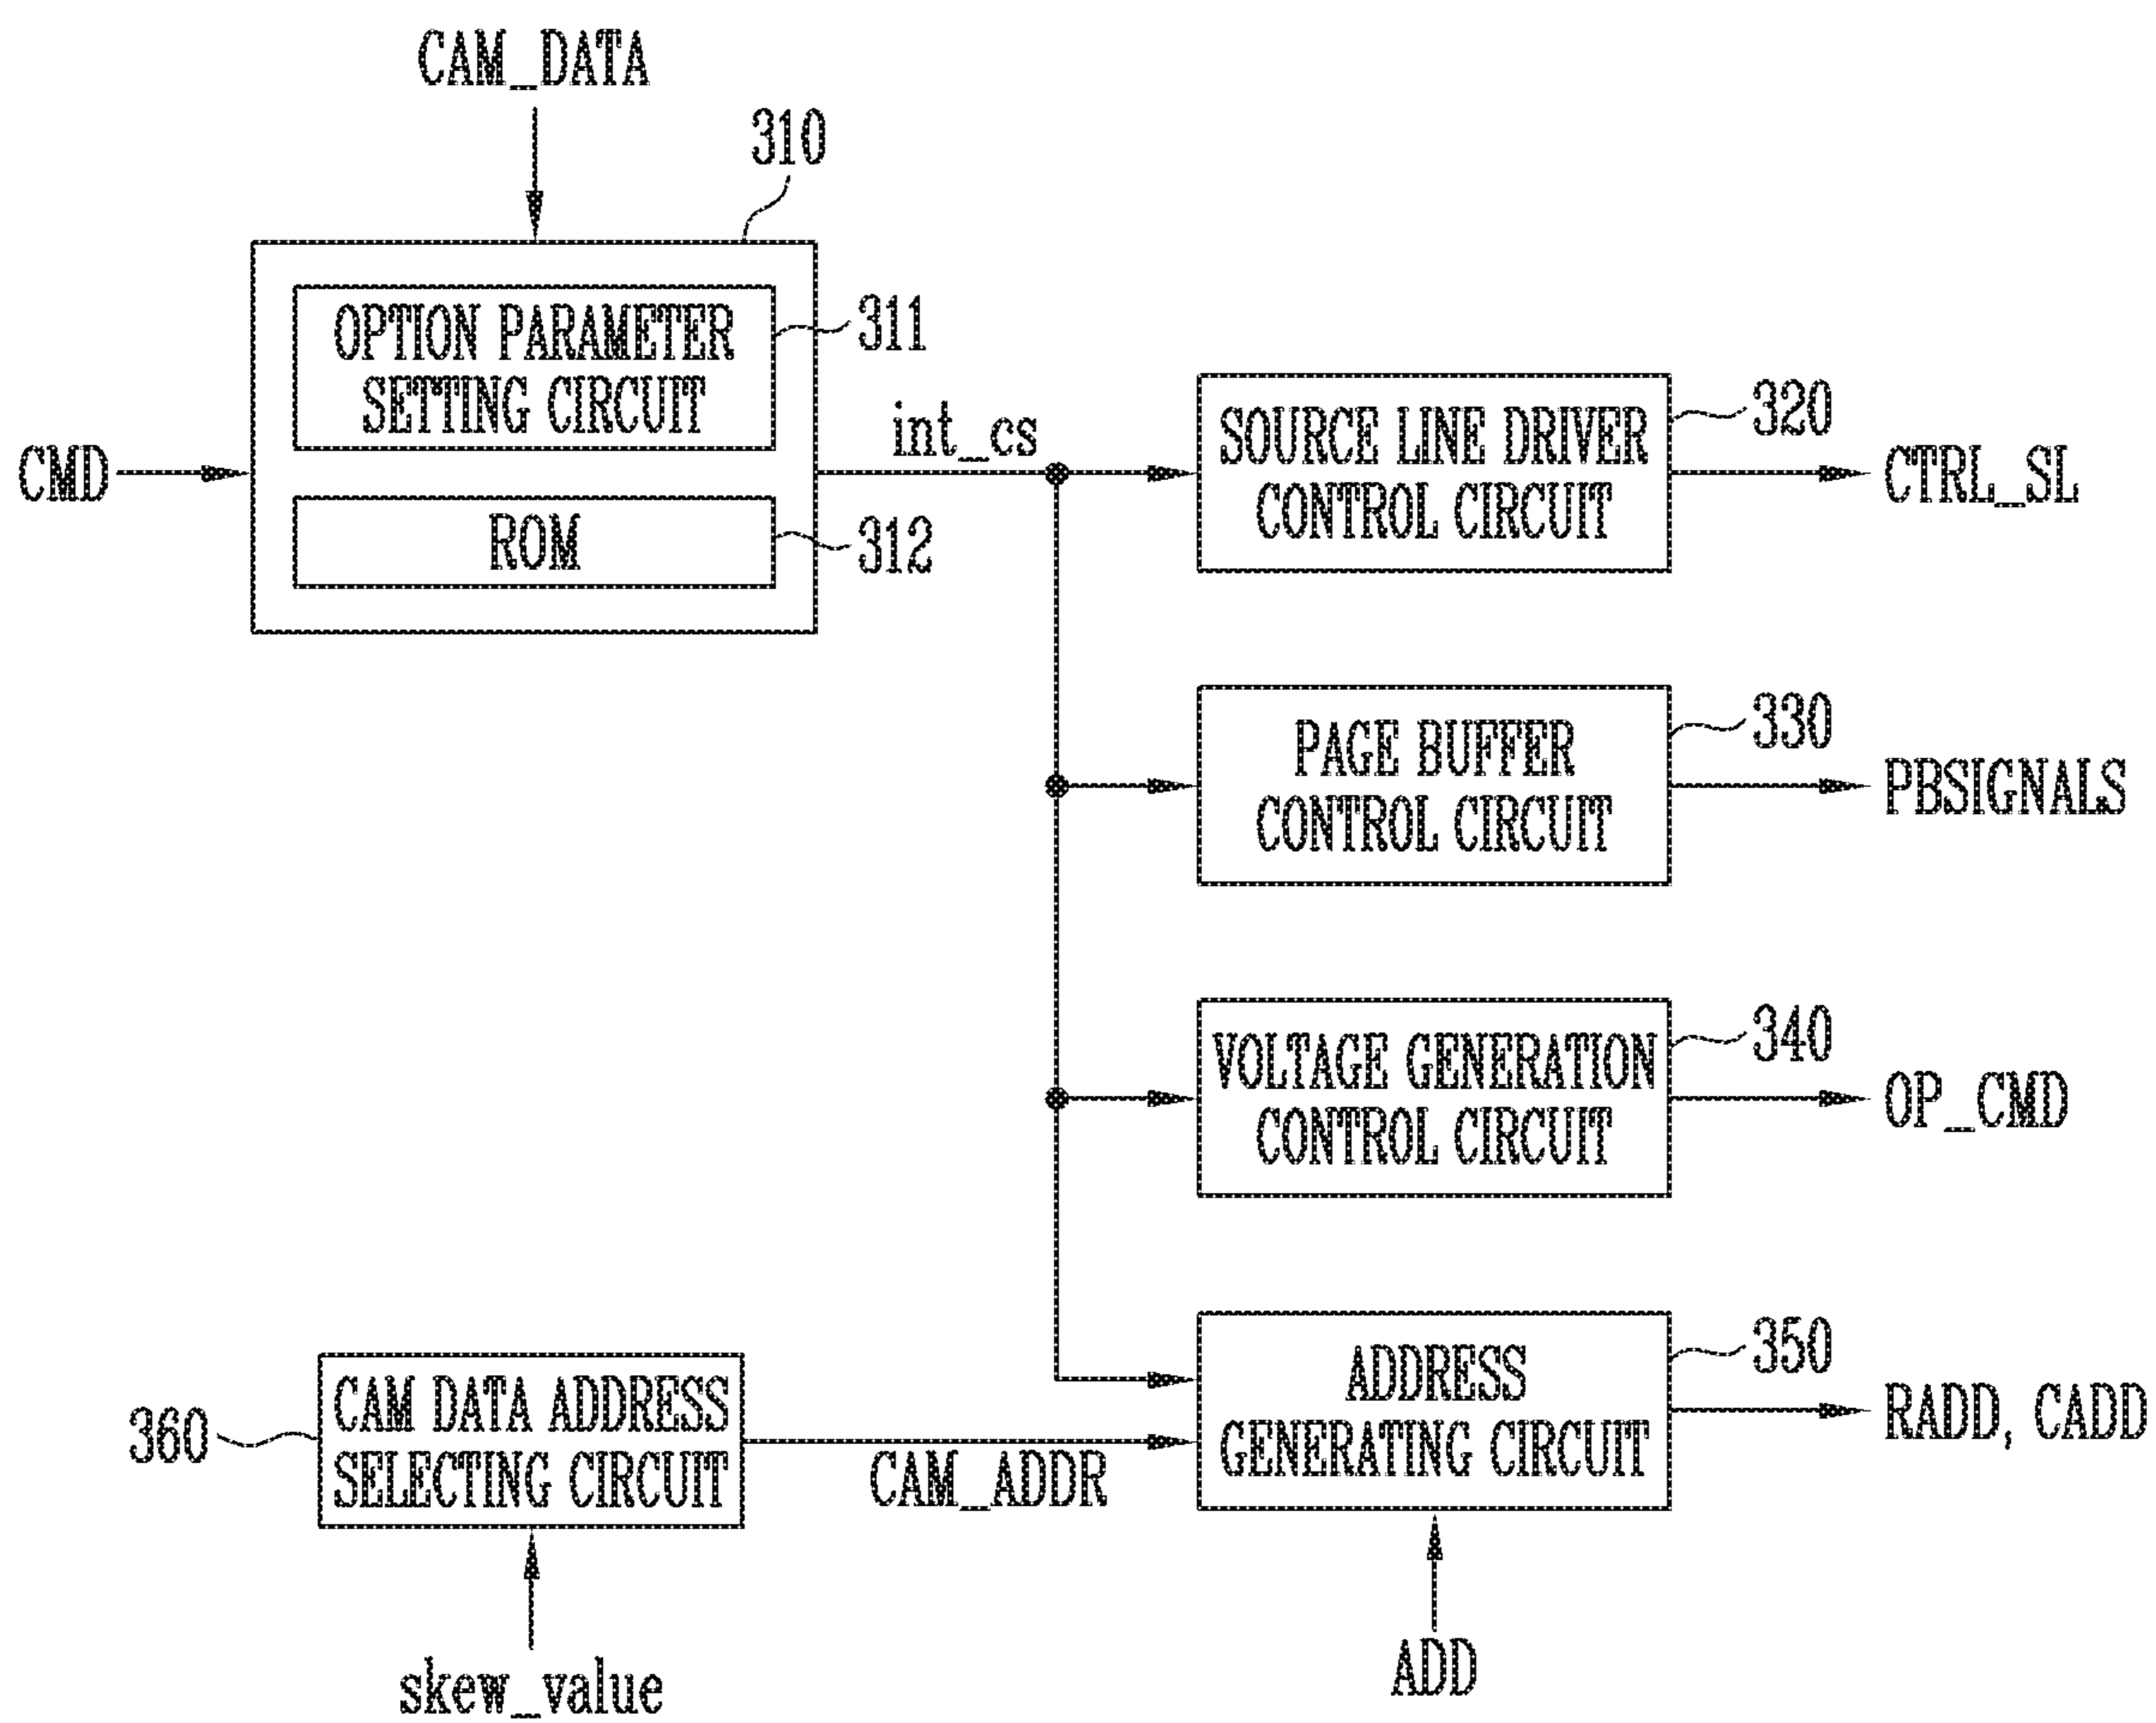 CAM_DATA
310
OPTION PARAMETER
SETTING CIRCUIT
311
ROM
312
CMD
int_cs
SOURCE LINE DRIVER
CONTROL CIRCUIT
320
CTRL_SL
PAGE BUFFER
CONTROL CIRCUIT
330
PBSIGNALS
VOLTAGE GENERATION
CONTROL CIRCUIT
340
OP_CMD
ADDRESS
GENERATING CIRCUIT
350
RADD, CADD
360
CAM DATA ADDRESS
SELECTING CIRCUIT
CAM_ADDR
skew_value
ADD